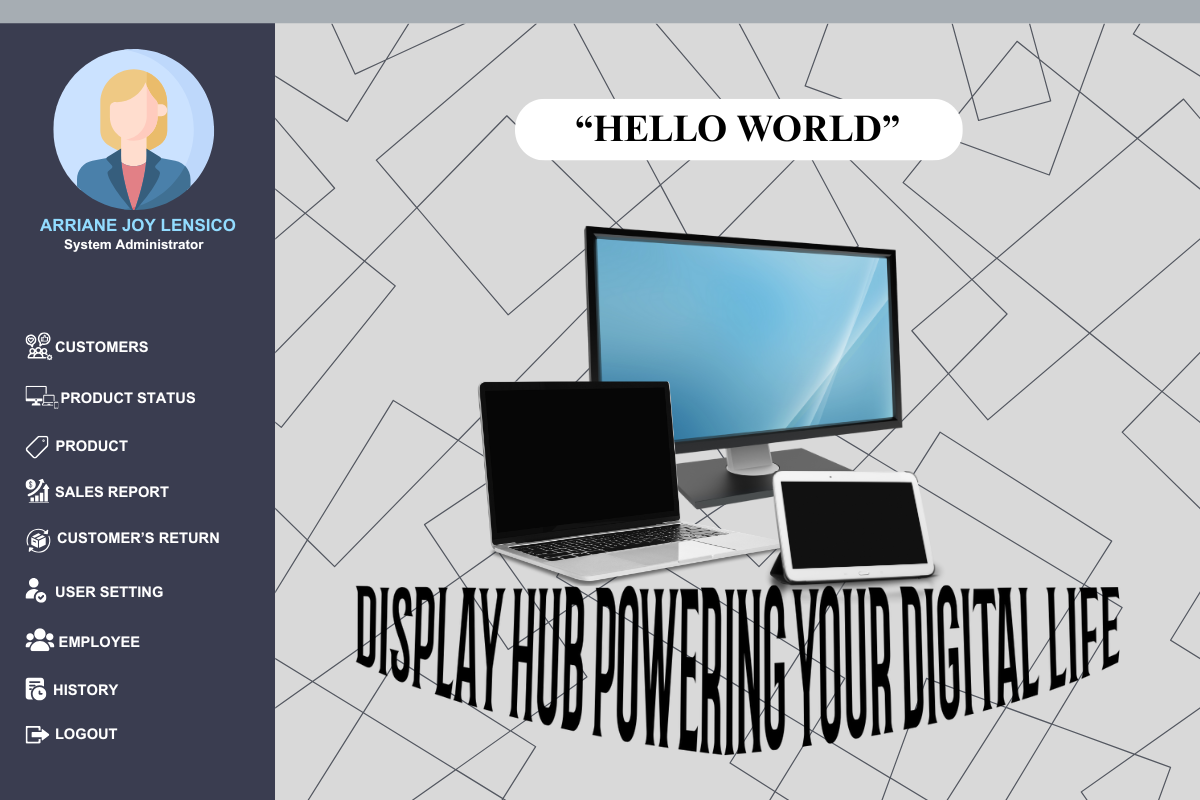 ARRIANE JOY LENSICO
System Administrator
CUSTOMERS
PRODUCT STATUS
PRODUCT
SALES REPORT
CUSTOMER’S RETURN
USER SETTING
EMPLOYEE
HISTORY
LOGOUT
“HELLO WORLD”
DISPLAY HUB POWERING YOUR DIGITAL LIFE